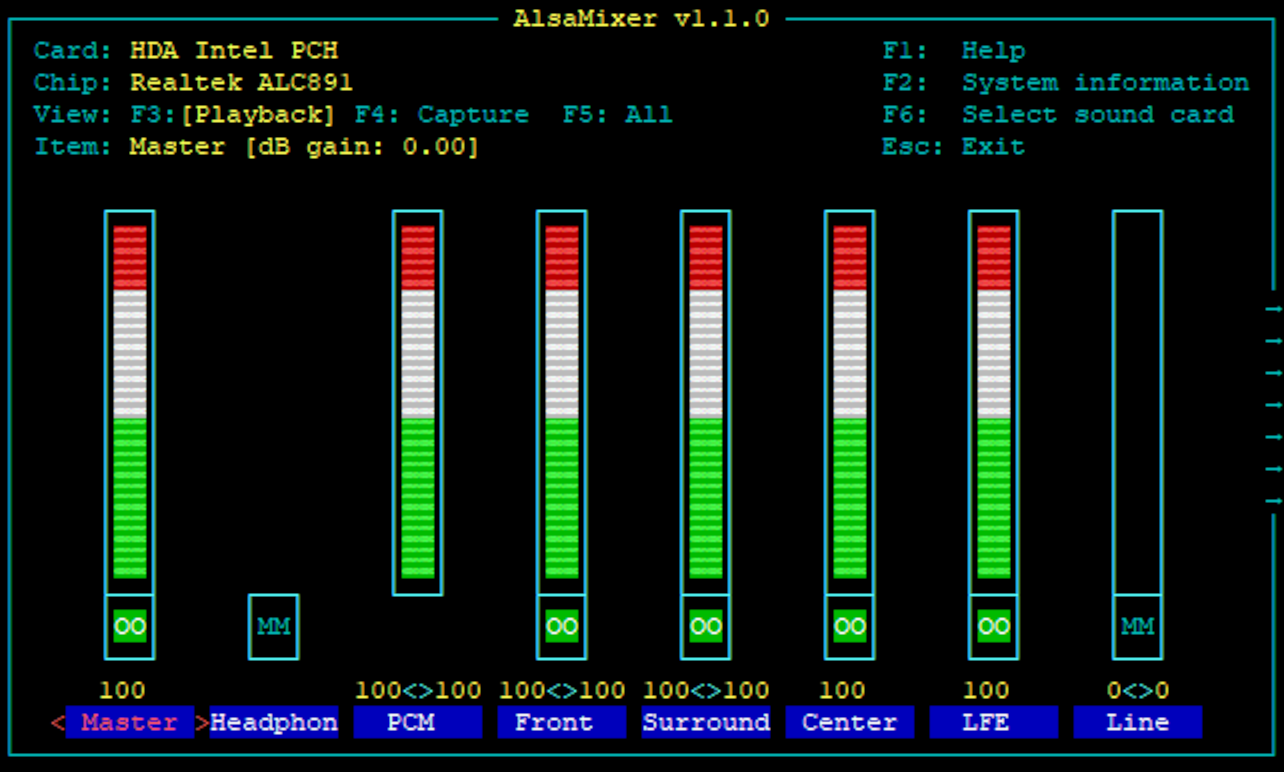 AlsaMixer v1.1.0
Card: HDA Intel PCH F1: Help
Chip: Realtek ALC891 F2: System information
View: F3:[Playback] F4: Capture F5: All F6: Select sound card
Item: Master [dB gain: 0.00] Esc: Exit
→
→
→
→
→
→
→
OO MM OO OO OO OO MM
100 100<>100 100<>100 100<>100 100 100 0<>0
< Master >Headphon PCM Front Surround Center LFE Line